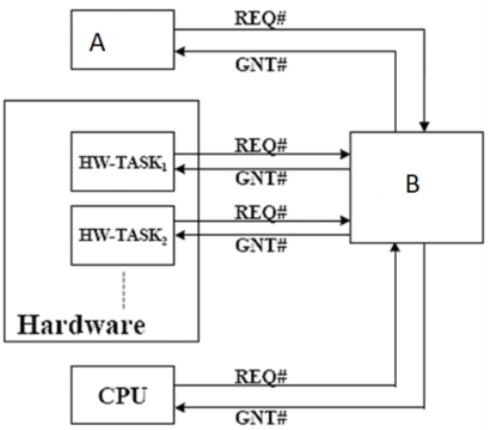 REQ#
A
GNT#
REQ#
HW-TASK₁
GNT#
B
REQ#
HW-TASK₂
GNT#
Hardware
REQ#
CPU
GNT#